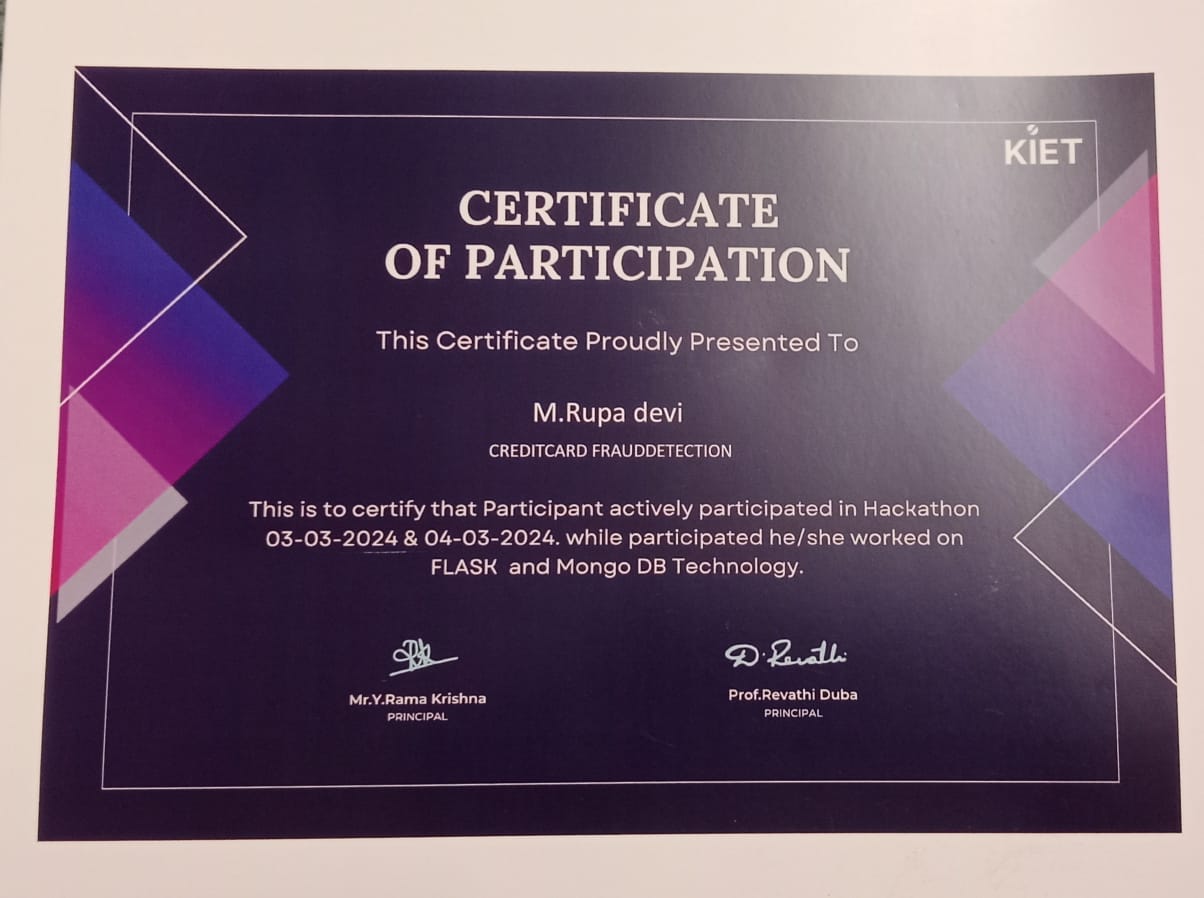 KIET
CERTIFICATE
OF PARTICIPATION
This Certificate Proudly Presented To
M.Rupa devi
CREDITCARD FRAUDDETECTION
This is to certify that Participant actively participated in Hackathon
03-03-2024 & 04-03-2024. while participated he/she worked on
FLASK and Mongo DB Technology.
D. Revathi
Mr.Y.Rama Krishna
PRINCIPAL
Prof.Revathi Duba
PRINCIPAL